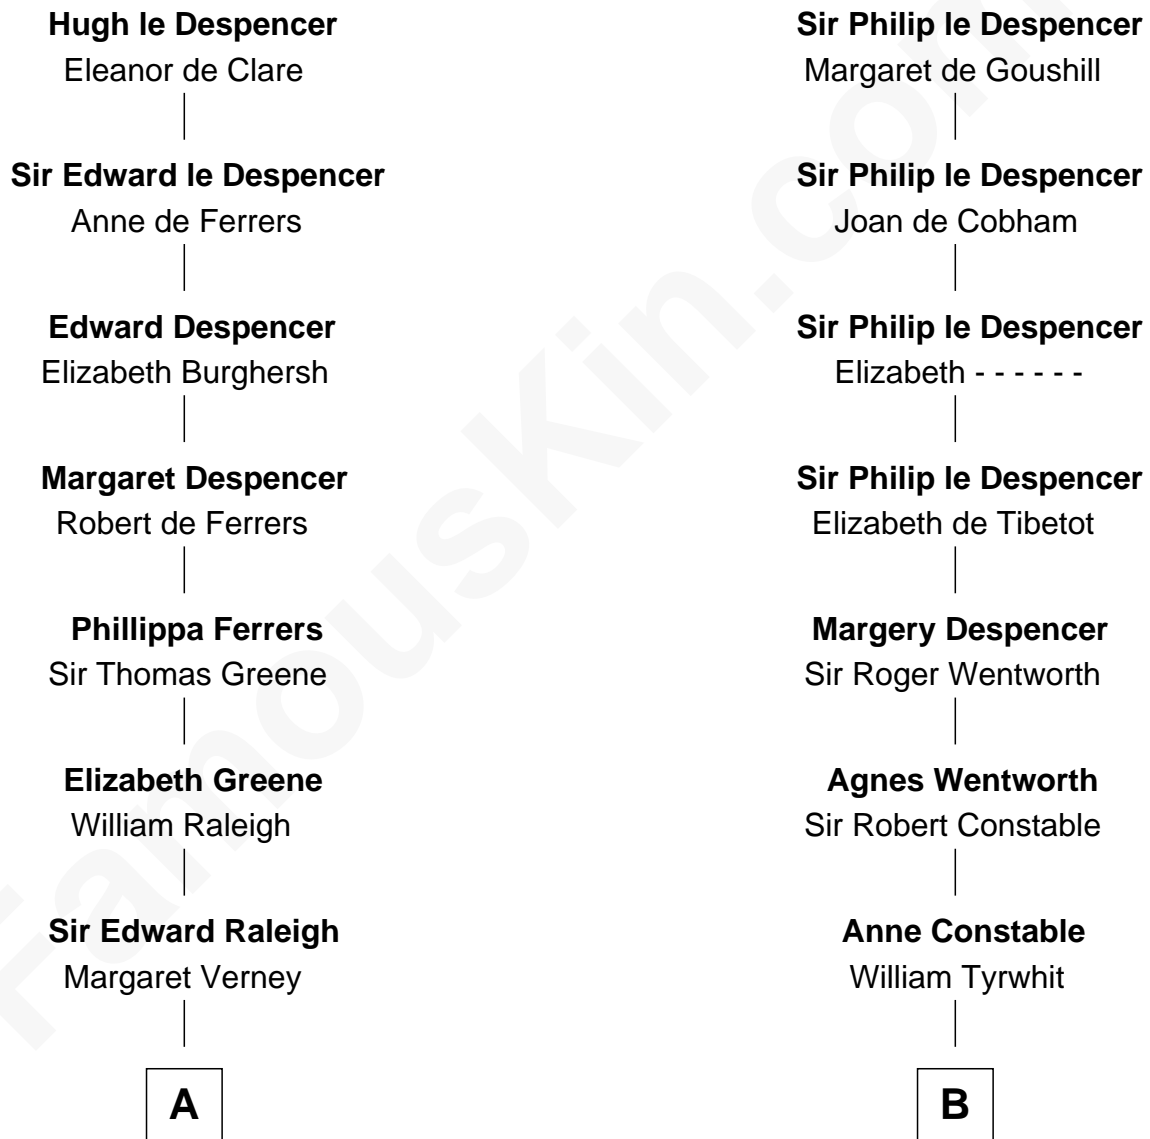 Hugh le Despencer
Eleanor de Clare
Sir Edward le Despencer
Anne de Ferrers
Edward Despencer
Elizabeth Burghersh
Margaret Despencer
Robert de Ferrers
Phillippa Ferrers
Sir Thomas Greene
Elizabeth Greene
William Raleigh
Sir Edward Raleigh
Margaret Verney
A
Sir Philip le Despencer
Margaret de Goushill
Sir Philip le Despencer
Joan de Cobham
Sir Philip le Despencer
Elizabeth - - - - - -
Sir Philip le Despencer
Elizabeth de Tibetot
Margery Despencer
Sir Roger Wentworth
Agnes Wentworth
Sir Robert Constable
Anne Constable
William Tyrwhit
B
FamousKin.com